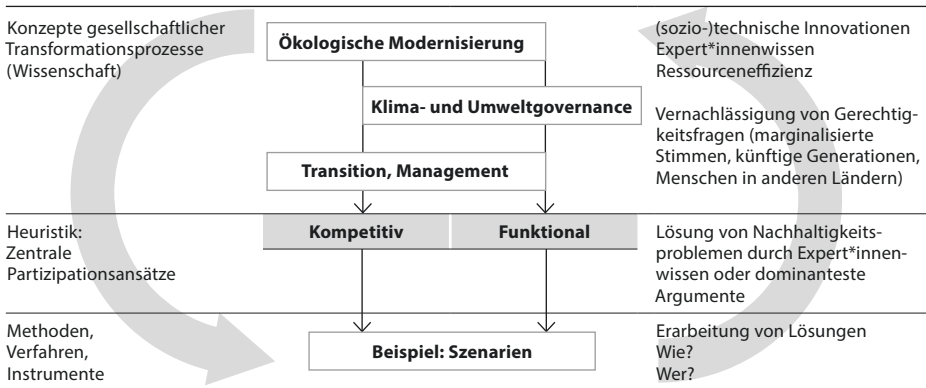 Konzepte gesellschaftlicher
Transformationsprozesse
(Wissenschaft)
Ökologische Modernisierung
Klima- und Umweltgovernance
Transition, Management
(sozio-)technische Innovationen
Expert*innenwissen
Ressourceneffizienz
Vernachlässigung von Gerechtig-
keitsfragen (marginalisierte
Stimmen, künftige Generationen,
Menschen in anderen Ländern)
Heuristik:
Zentrale
Partizipationsansätze
Kompetitiv
Funktional
Lösung von Nachhaltigkeits-
problemen durch Expert*innen-
wissen oder dominanteste
Argumente
Methoden,
Verfahren,
Instrumente
Beispiel: Szenarien
Erarbeitung von Lösungen
Wie?
Wer?